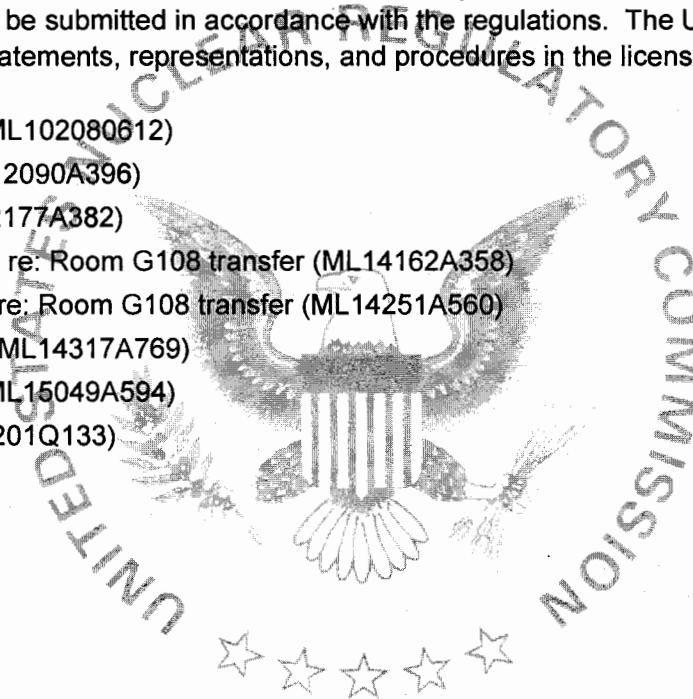 be submitted in accordance with the regulations. The U
atements, representations, and procedures in the licens
ML102080612)
2090A396)
2177A382)
re: Room G108 transfer (ML14162A358)
re: Room G108 transfer (ML14251A560)
ML14317A769)
ML15049A594)
201Q133)
UNITED STATES NUCLEAR REGULATORY COMMISSION